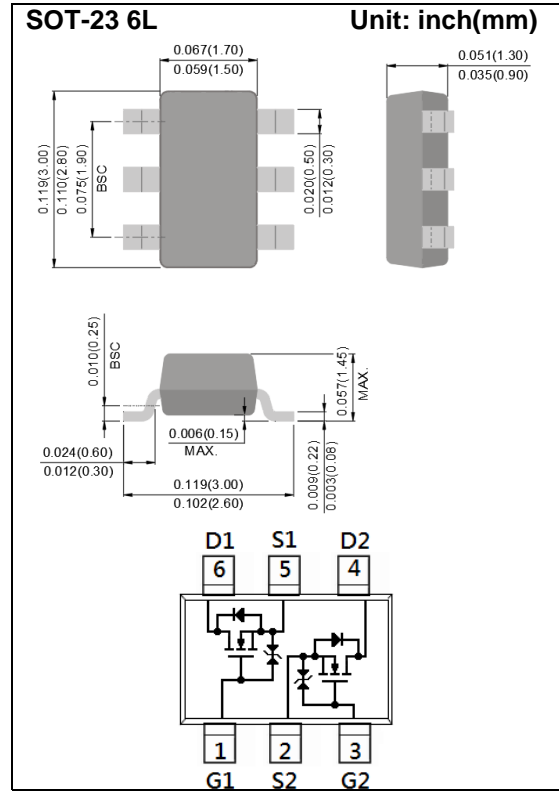 SOT-23 6L Unit: inch(mm)
0.067(1.70)
0.059(1.50)
0.051(1.30)
0.035(0.90)
0.119(3.00)
0.110(2.80)
0.075(1.90)
BSC
0.020(0.50)
0.012(0.30)
0.010(0.25)
BSC
0.057(1.45)
MAX.
0.006(0.15)
MAX.
0.024(0.60)
0.012(0.30)
0.009(0.22)
0.003(0.08)
0.119(3.00)
0.102(2.60)
D1 S1 D2
6 5 4
1 2 3
G1 S2 G2